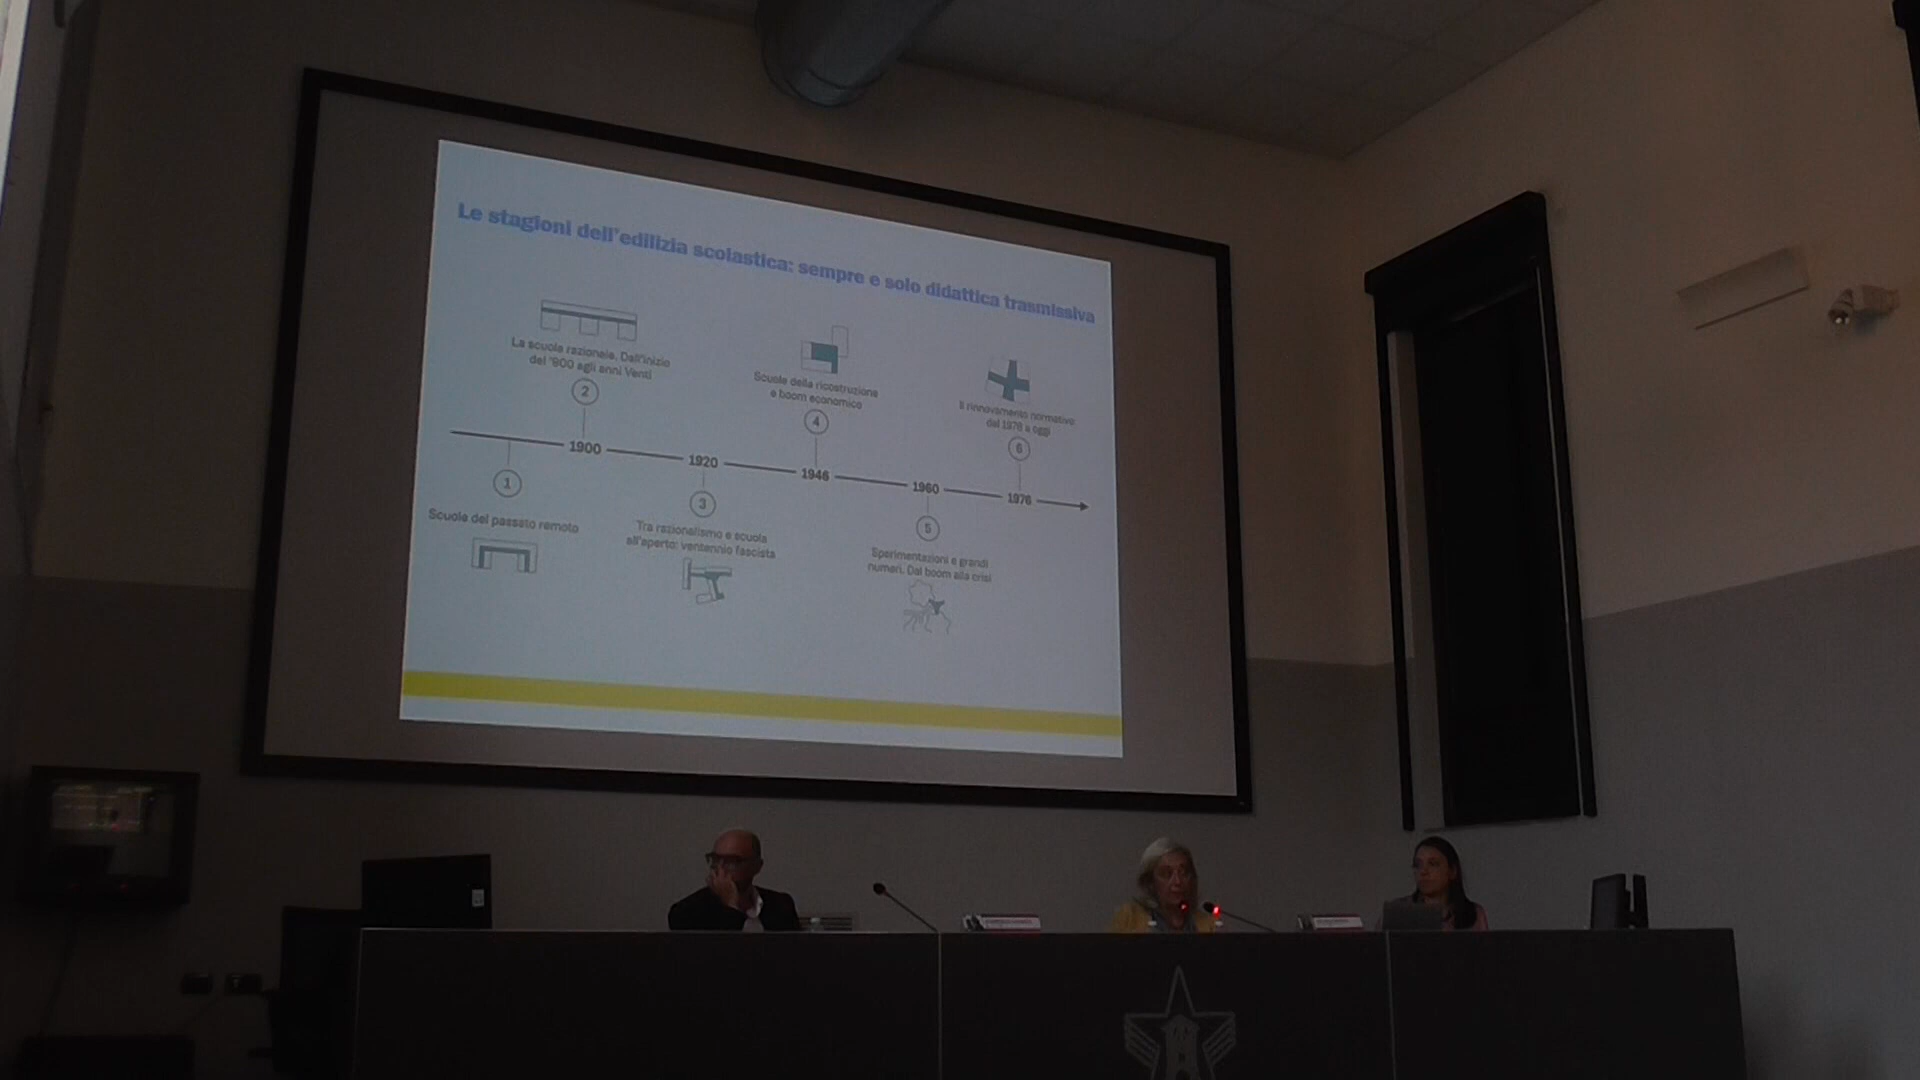 Le stagioni dell'edilizia scolastica: sempre e solo didattica trasmissiva
La scuola razionale. Dall'inizio
del '900 agli anni Venti
2
Scuole della ricostruzione
e boom economico
4
Il rinnovamento normativo:
dal 1976 a oggi
6
1900
1920
1946
1960
1976
1
Scuole del passato remoto
3
Tra razionalismo e scuola
all'aperto: ventennio fascista
5
Sperimentazioni e grandi
numeri. Dal boom alla crisi